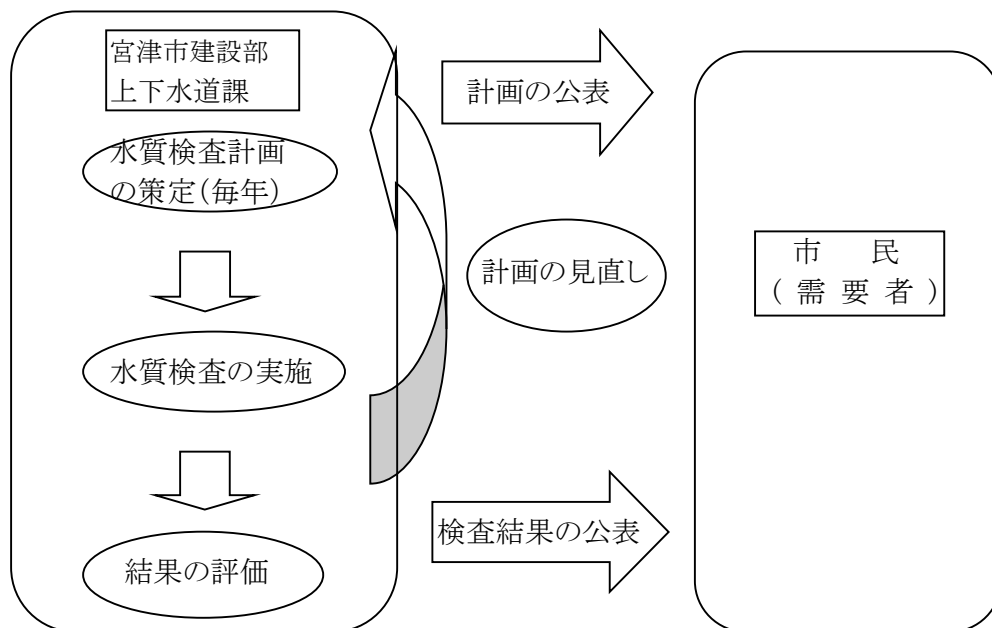 宮津市建設部
上下水道課
水質検査計画
の策定(毎年)
水質検査の実施
結果の評価
計画の公表
計画の見直し
検査結果の公表
市　民
(需要者)